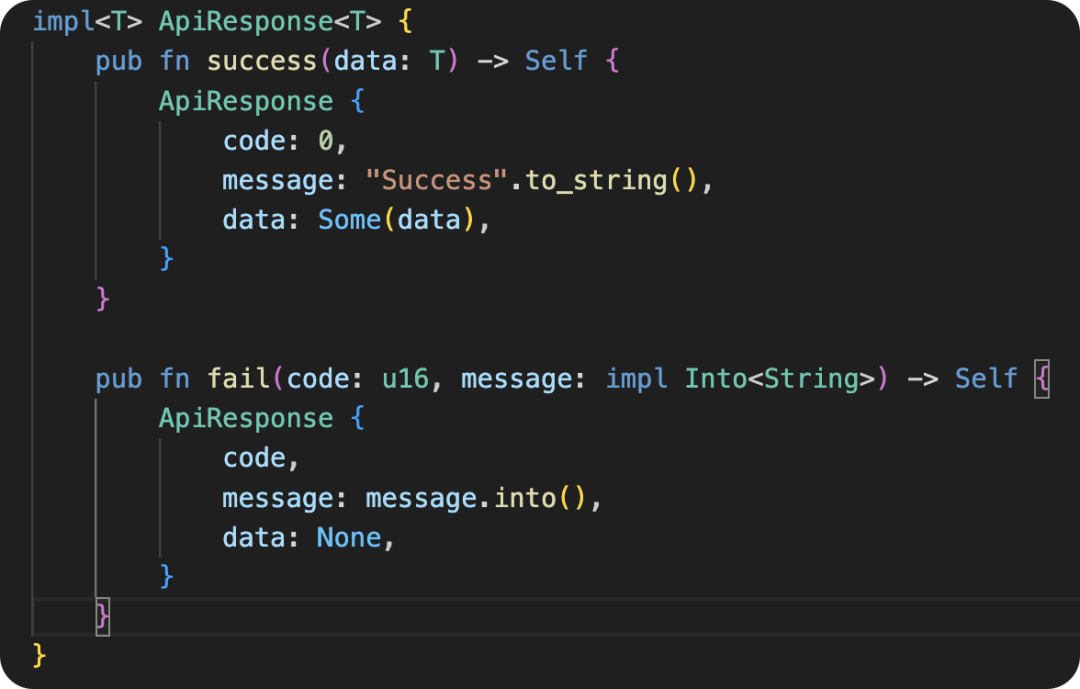 impl<T> ApiResponse<T> {
    pub fn success(data: T) -> Self {
        ApiResponse {
            code: 0,
            message: "Success".to_string(),
            data: Some(data),
        }
    }

    pub fn fail(code: u16, message: impl Into<String>) -> Self {
        ApiResponse {
            code,
            message: message.into(),
            data: None,
        }
    }
}